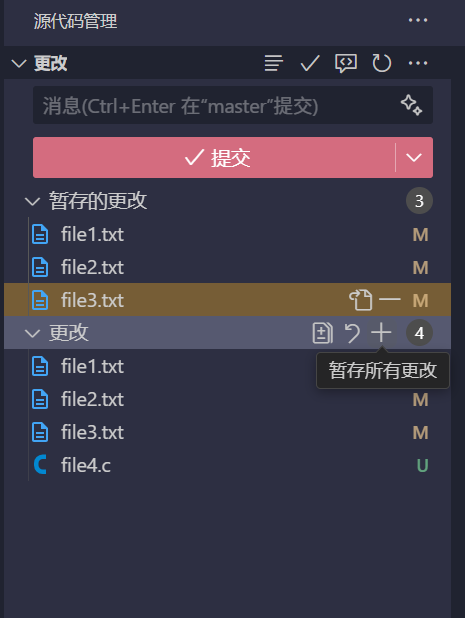 源代码管理
更改
消息(Ctrl+Enter 在“master”提交)
提交
暂存的更改 3
file1.txt M
file2.txt M
file3.txt M
更改 4
file1.txt
暂存所有更改
file2.txt M
file3.txt M
file4.c U